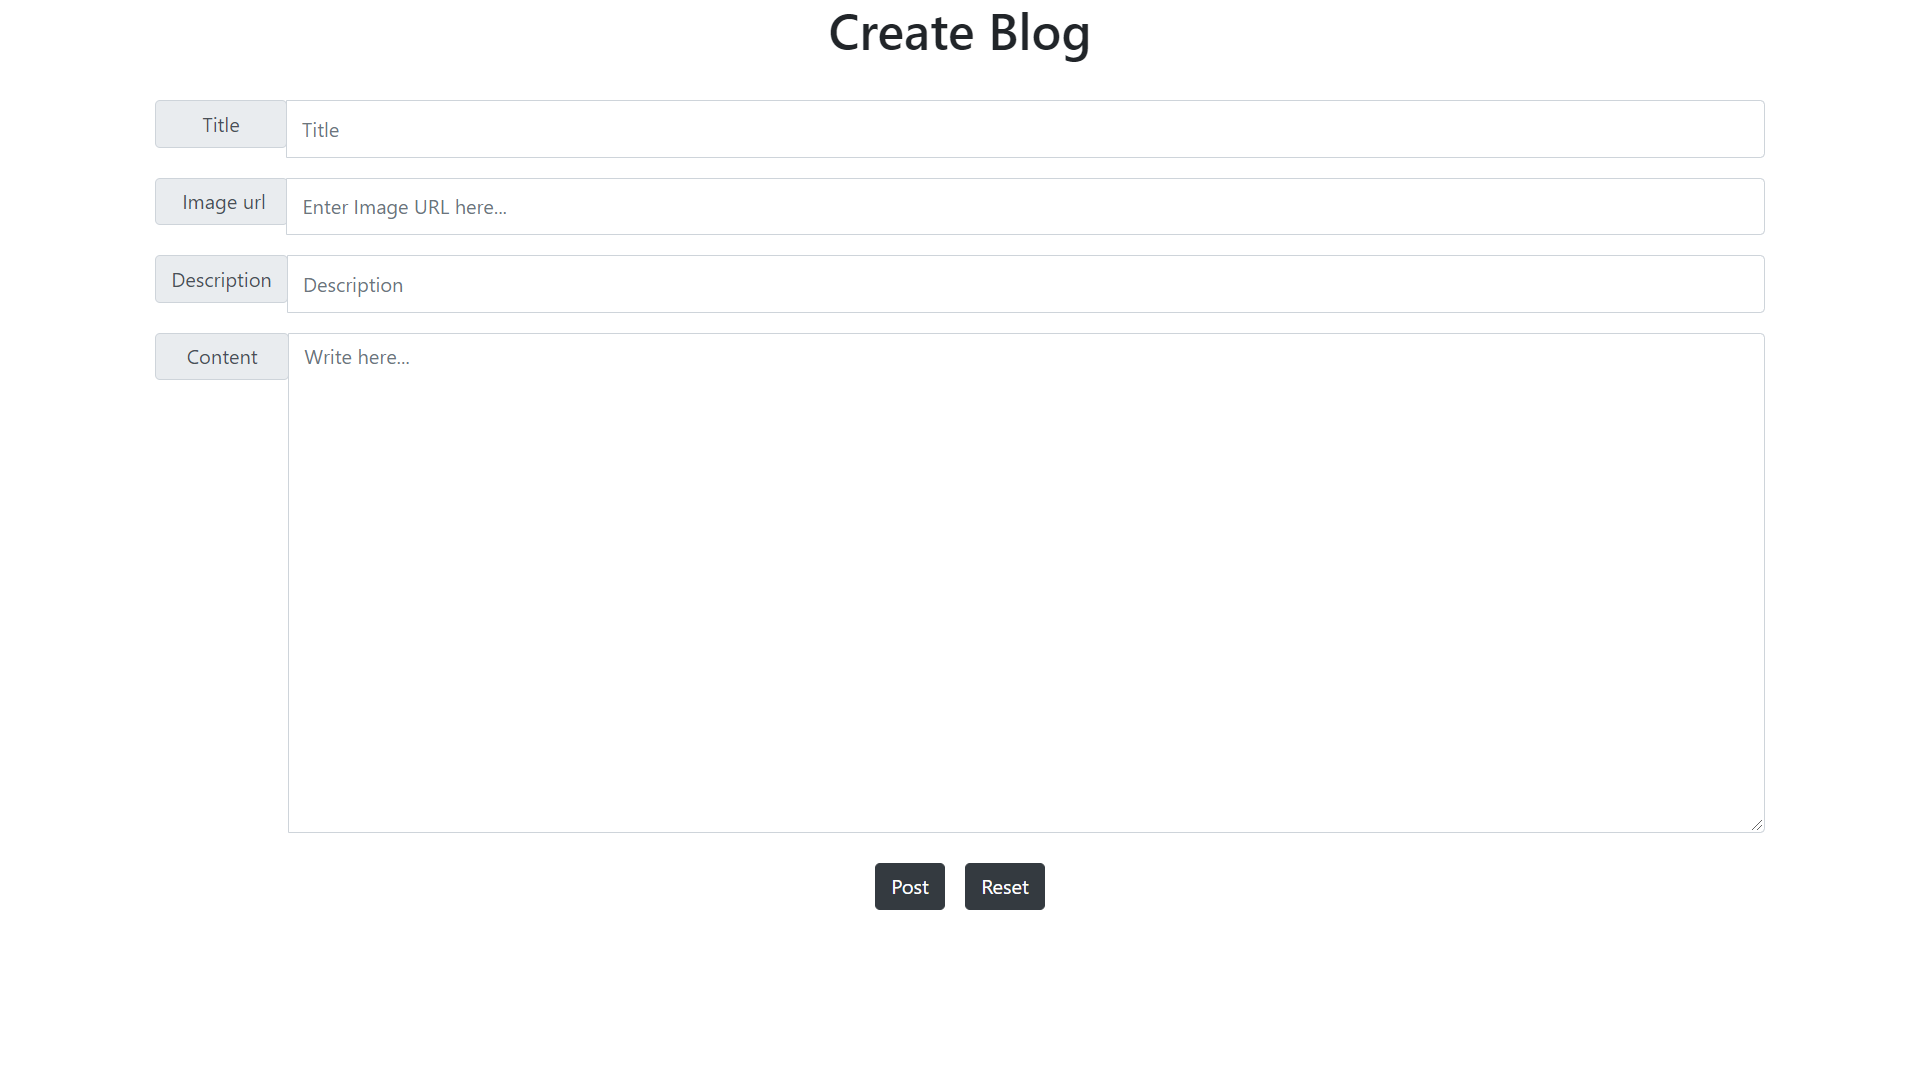 Create Blog
Title Title
Image url Enter Image URL here...
Description Description
Content Write here...
Post Reset